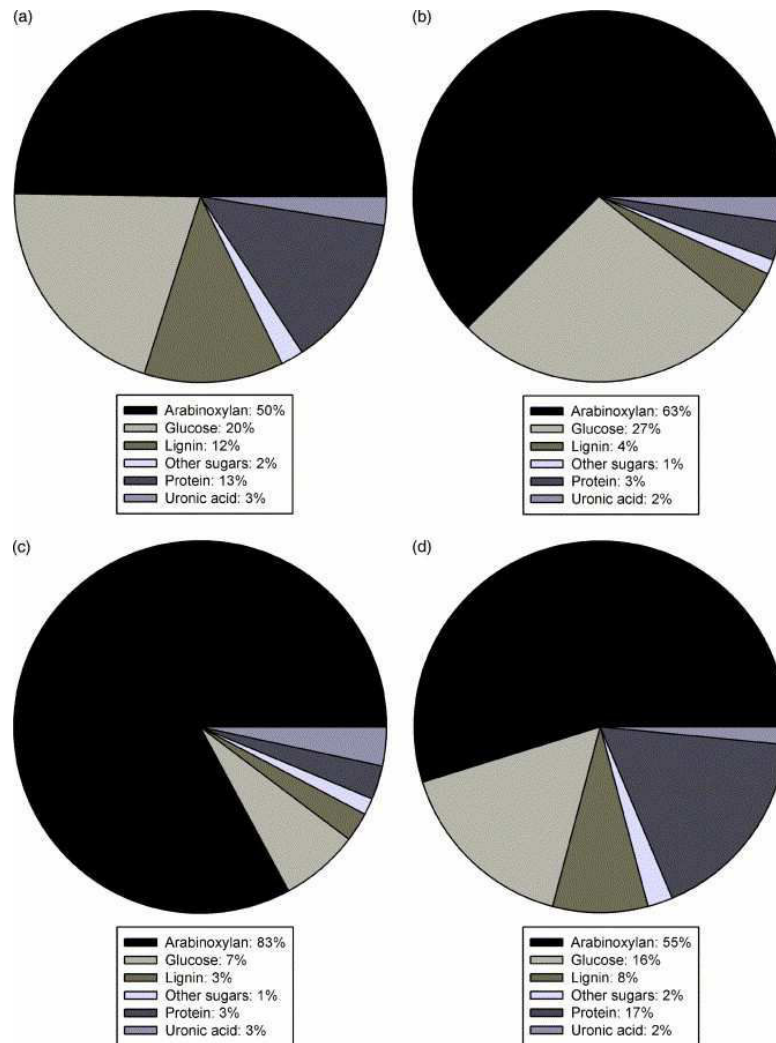 (a)
Arabinoxylan: 50%
Glucose: 20%
Lignin: 12%
Other sugars: 2%
Protein: 13%
Uronic acid: 3%
(b)
Arabinoxylan: 63%
Glucose: 27%
Lignin: 4%
Other sugars: 1%
Protein: 3%
Uronic acid: 2%
(c)
Arabinoxylan: 83%
Glucose: 7%
Lignin: 3%
Other sugars: 1%
Protein: 3%
Uronic acid: 3%
(d)
Arabinoxylan: 55%
Glucose: 16%
Lignin: 8%
Other sugars: 2%
Protein: 17%
Uronic acid: 2%